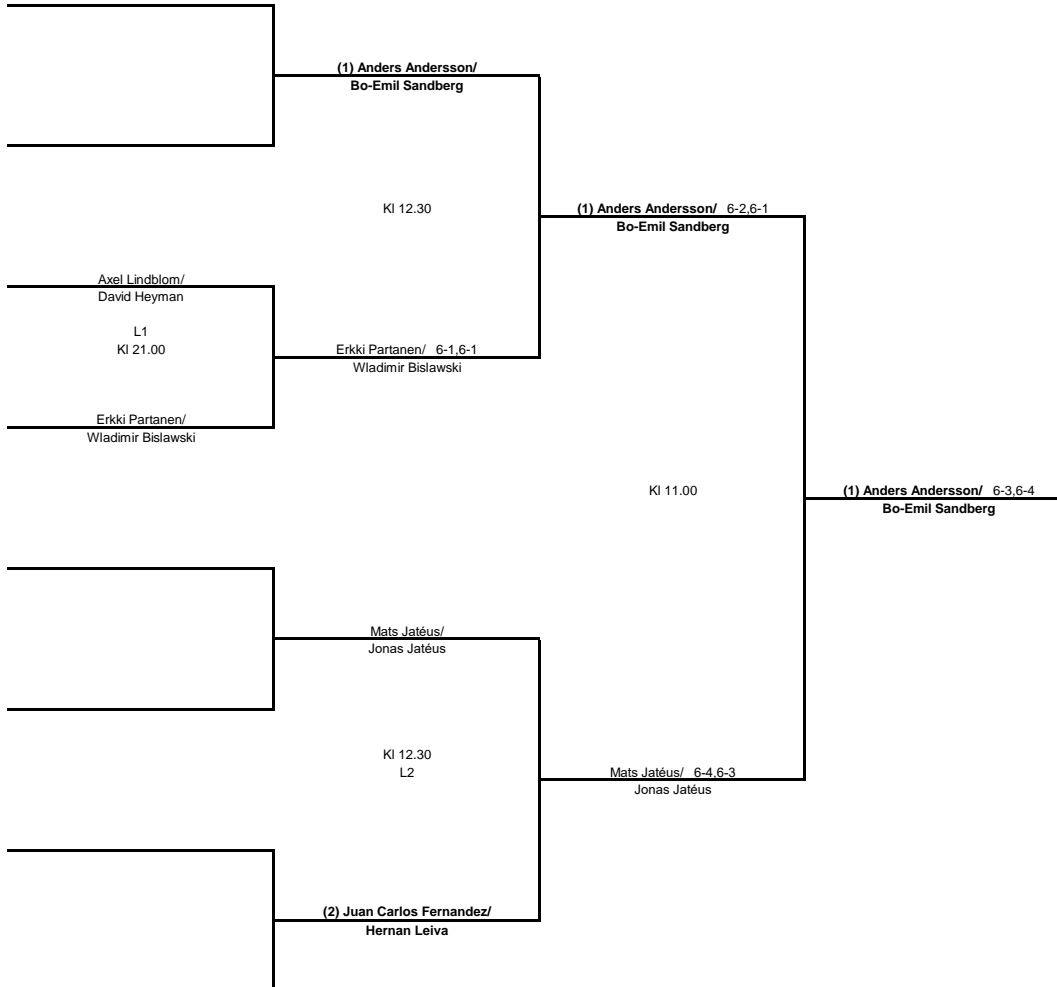 (1) Anders Andersson/
Bo-Emil Sandberg
Kl 12.30
(1) Anders Andersson/ 6-2,6-1
Bo-Emil Sandberg
Axel Lindblom/
David Heyman
L1
Kl 21.00
Erkki Partanen/ 6-1,6-1
Wladimir Bislawski
Erkki Partanen/
Wladimir Bislawski
Kl 11.00
(1) Anders Andersson/ 6-3,6-4
Bo-Emil Sandberg
Mats Jatéus/
Jonas Jatéus
Kl 12.30
L2
Mats Jatéus/ 6-4,6-3
Jonas Jatéus
(2) Juan Carlos Fernandez/
Hernan Leiva